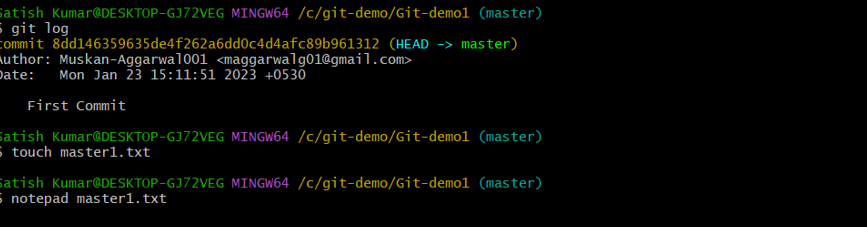 Satish Kumar@DESKTOP-GJ72VEG MINGW64 /c/git-demo/Git-demo1 (master)
$ git log
commit 8dd146359635de4f262a6dd0c4d4afc89b961312 (HEAD -> master)
Author: Muskan-Aggarwal001 <maggarwalg01@gmail.com>
Date:   Mon Jan 23 15:11:51 2023 +0530
    First Commit
Satish Kumar@DESKTOP-GJ72VEG MINGW64 /c/git-demo/Git-demo1 (master)
$ touch master1.txt
Satish Kumar@DESKTOP-GJ72VEG MINGW64 /c/git-demo/Git-demo1 (master)
$ notepad master1.txt